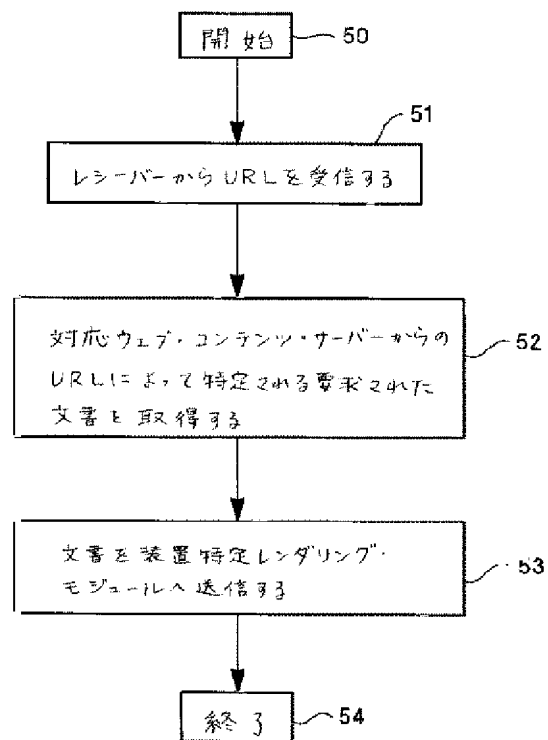 開始
50
51
レシーバーからURLを受信する
対応ウェブ・コンテンツ・サーバーからの
URLによって特定される要求された
文書を取得する
52
文書を装置特定レンダリング・
モジュールへ送信する
53
終了
54